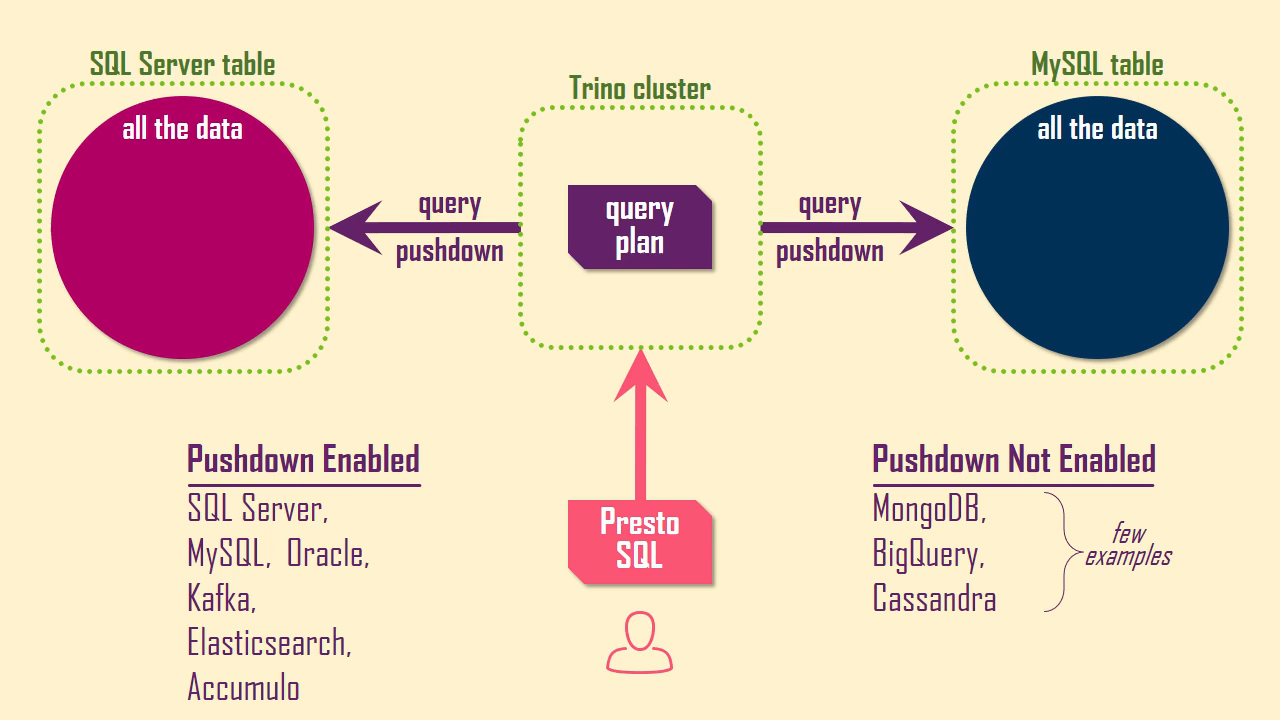 SQL Server table
all the data
Trino cluster
query
plan
MySQL table
all the data
query
pushdown
query
pushdown
Presto
SQL
Pushdown Enabled
SQL Server,
MySQL, Oracle,
Kafka,
Elasticsearch,
Accumulo
Pushdown Not Enabled
MongoDB,
BigQuery,
Cassandra
few
examples